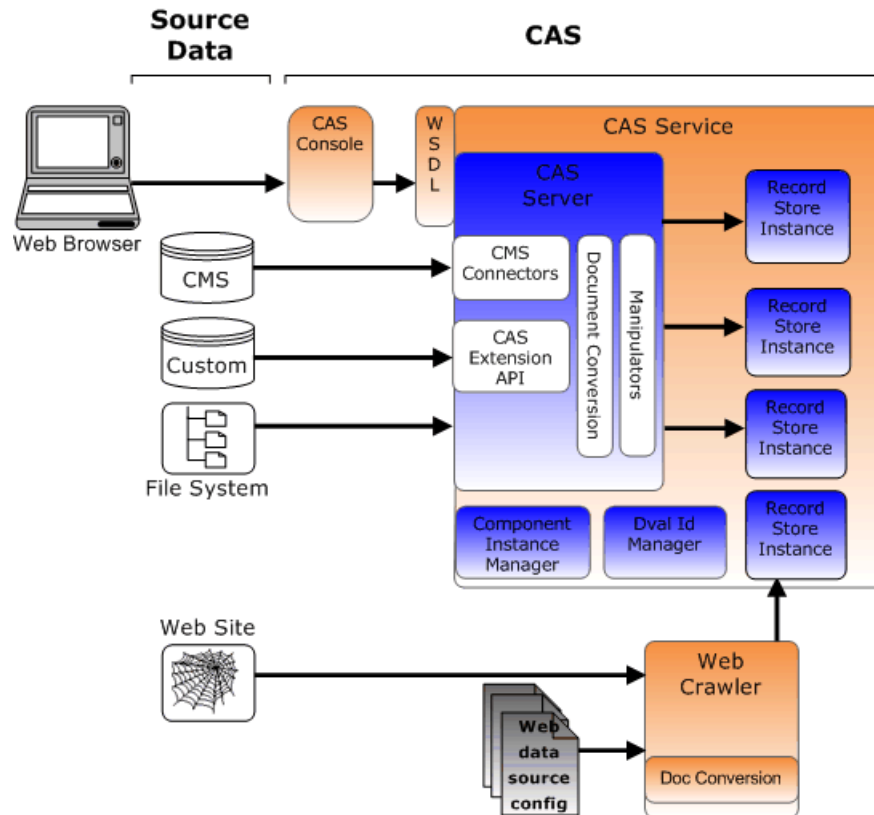 Source
Data
CAS
CAS
Console
W
S
D
L
CAS Service
CAS
Server
Record
Store
Instance
Web Browser
CMS
CMS
Connectors
Document Conversion
Manipulators
Record
Store
Instance
Custom
CAS
Extension
API
Record
Store
Instance
File System
Component
Instance
Manager
Dval Id
Manager
Record
Store
Instance
Web Site
Web
Crawler
Web
data
source
config
Doc Conversion